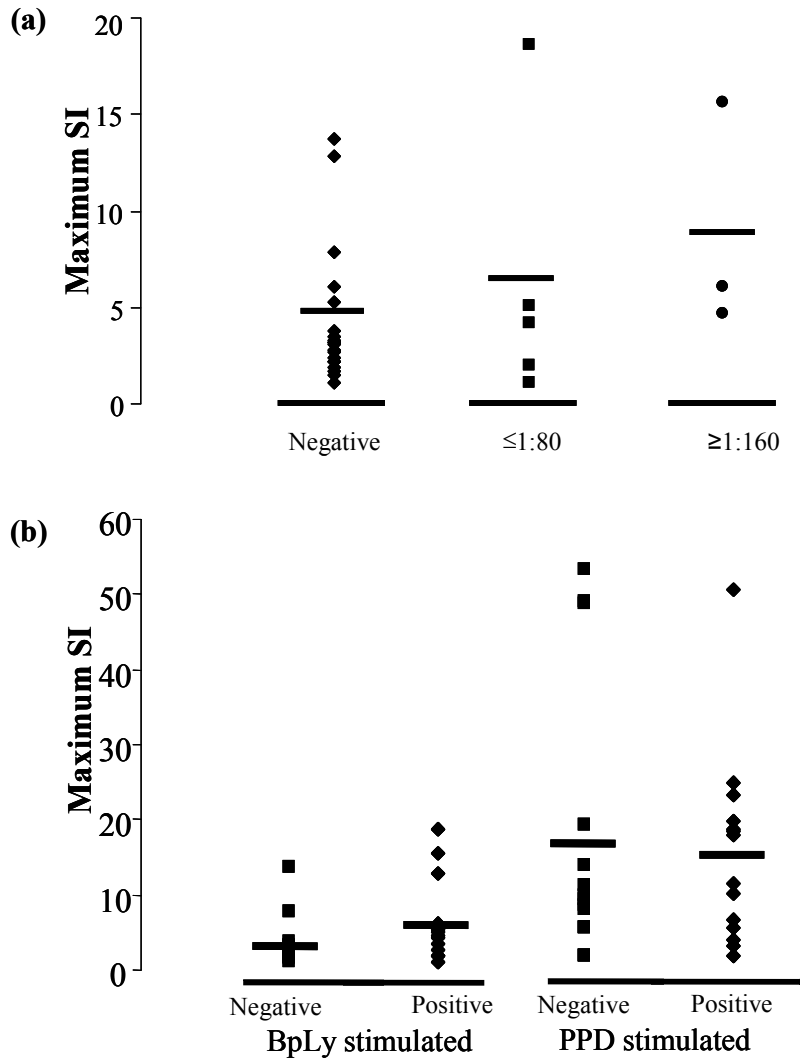 (a)
Maximum SI
20
15
10
5
0
Negative
≤1:80
≥1:160
(b)
Maximum SI
60
50
40
30
20
10
0
Negative
Positive
Negative
Positive
BpLy stimulated
PPD stimulated